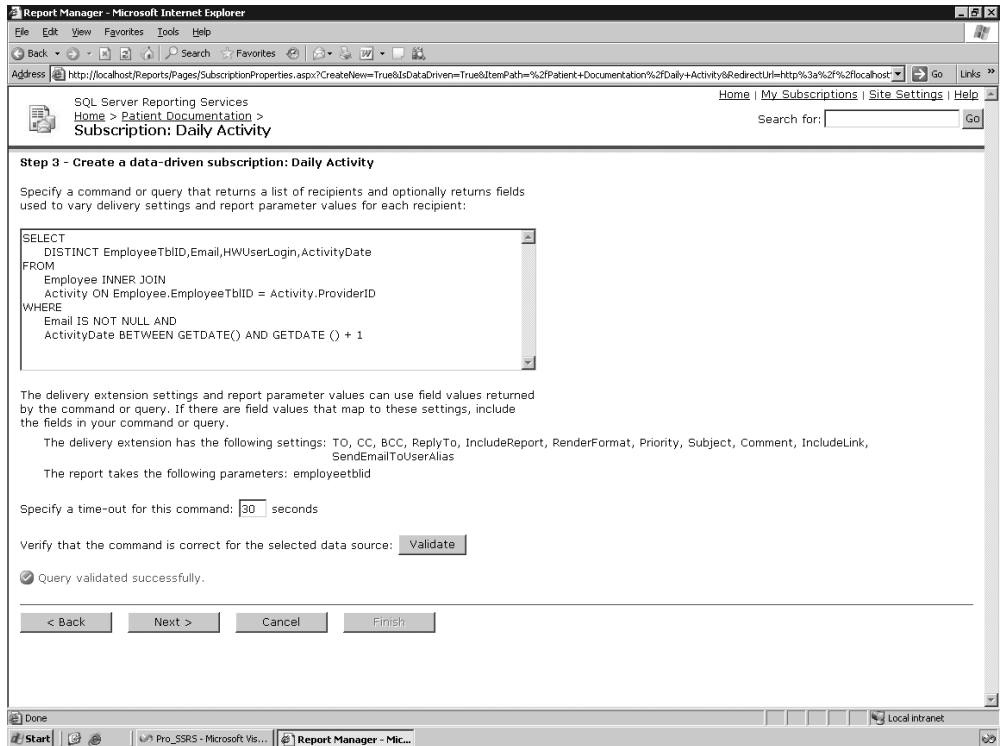 Report Manager - Microsoft Internet Explorer
File Edit View Favorites Tools Help
Back Search Favorites
Address http://localhost/Reports/Pages/SubscriptionProperties.aspx?CreateNew=True&IsDataDriven=True&ItemPath=%2fPatient+Documentation%2fDaily+Activity&RedirectUrl=http%3a%2f%2flocalhost Go Links »
SQL Server Reporting Services
Home | My Subscriptions | Site Settings | Help
Home > Patient Documentation >
Subscription: Daily Activity
Search for: Go
Step 3 - Create a data-driven subscription: Daily Activity
Specify a command or query that returns a list of recipients and optionally returns fields
used to vary delivery settings and report parameter values for each recipient:
SELECT
DISTINCT EmployeeTblID,Email,HWUserLogin,ActivityDate
FROM
Employee INNER JOIN
Activity ON Employee.EmployeeTblID = Activity.ProviderID
WHERE
Email IS NOT NULL AND
ActivityDate BETWEEN GETDATE() AND GETDATE () + 1
The delivery extension settings and report parameter values can use field values returned
by the command or query. If there are field values that map to these settings, include
the fields in your command or query.
The delivery extension has the following settings: TO, CC, BCC, ReplyTo, IncludeReport, RenderFormat, Priority, Subject, Comment, IncludeLink,
SendEmailToUserAlias
The report takes the following parameters: employeetblid
Specify a time-out for this command: 30 seconds
Verify that the command is correct for the selected data source: Validate
Query validated successfully.
< Back Next > Cancel Finish
Done Local intranet
Start Pro_SSRS - Microsoft Vis... Report Manager - Mic...